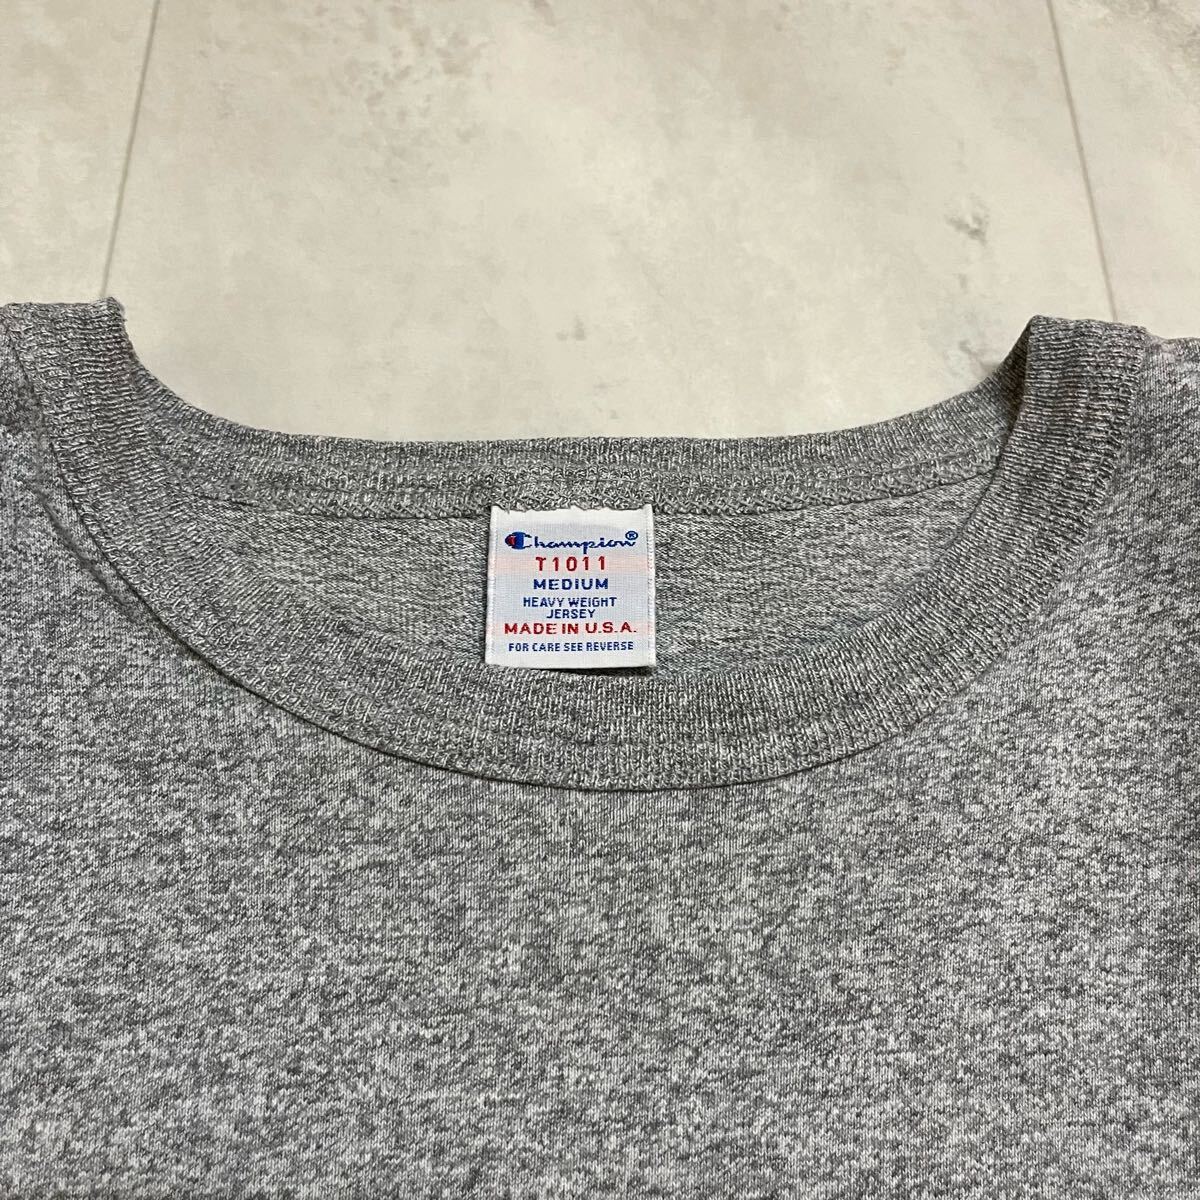 Champion®
T1011
MEDIUM
HEAVY WEIGHT
JERSEY
MADE IN U.S.A.
FOR CARE SEE REVERSE